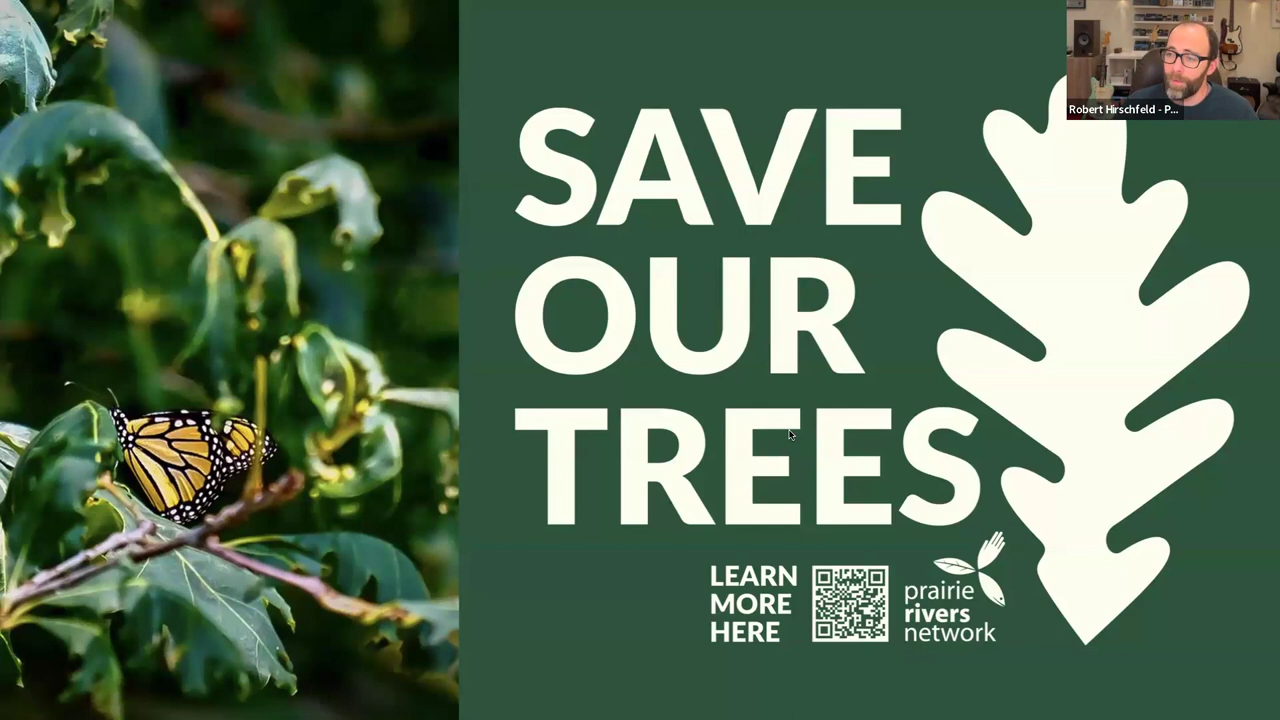 Robert Hirschfeld - P...
SAVE
OUR
TREES
LEARN
MORE
HERE
prairie
rivers
network